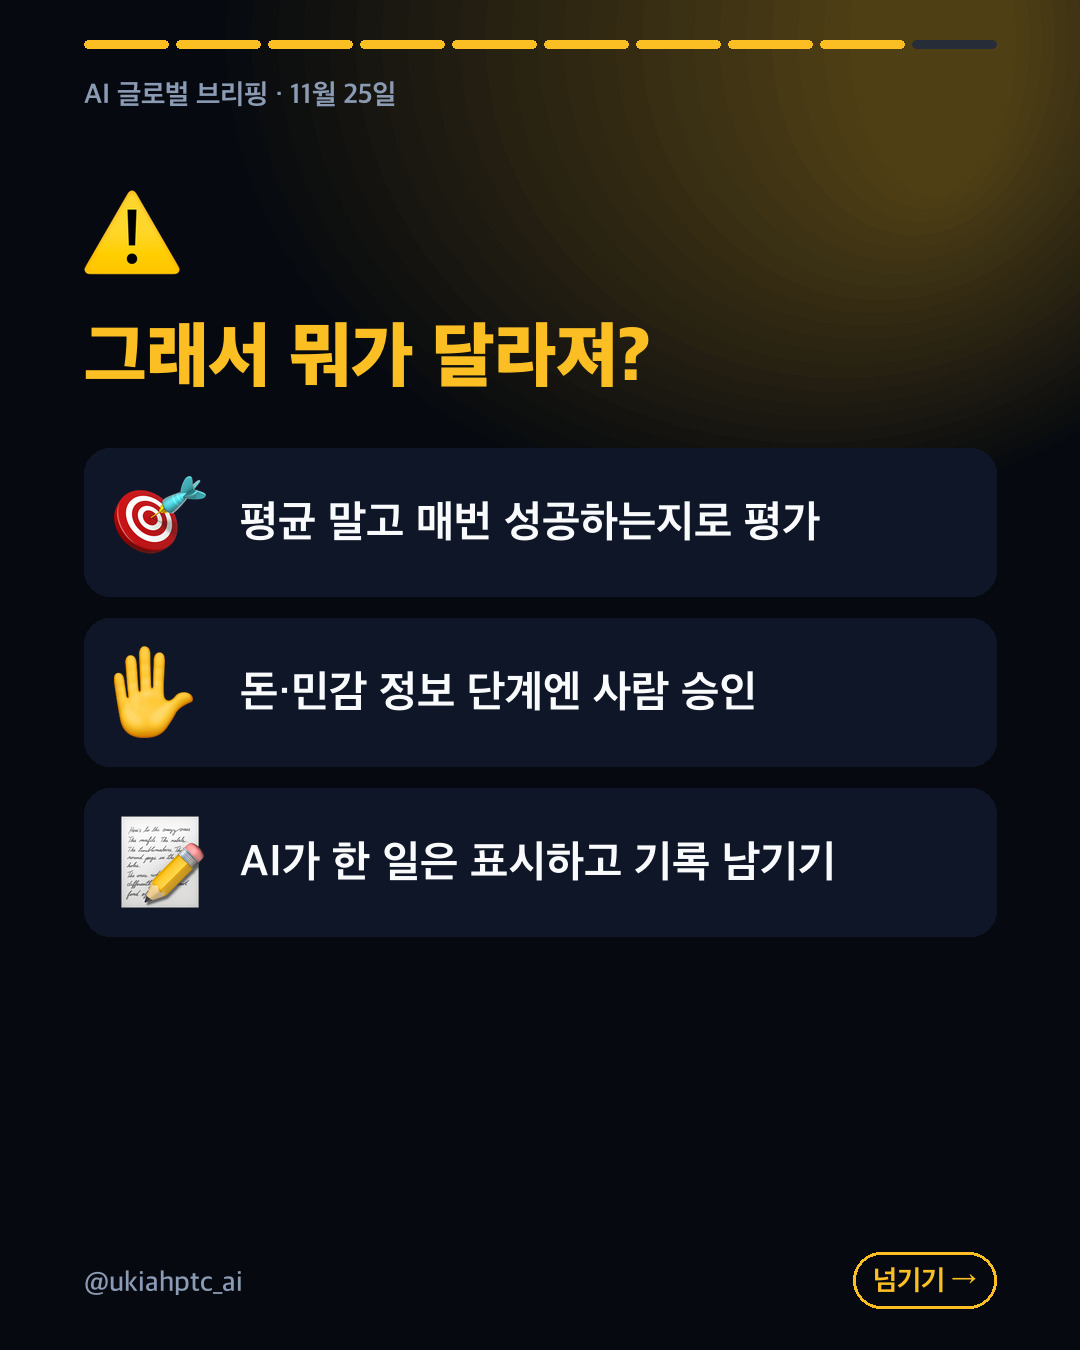 AI 글로벌 브리핑 · 11월 25일
그래서 뭐가 달라져?
평균 말고 매번 성공하는지로 평가
돈·민감 정보 단계엔 사람 승인
AI가 한 일은 표시하고 기록 남기기
@ukiahptc_ai
넘기기 →